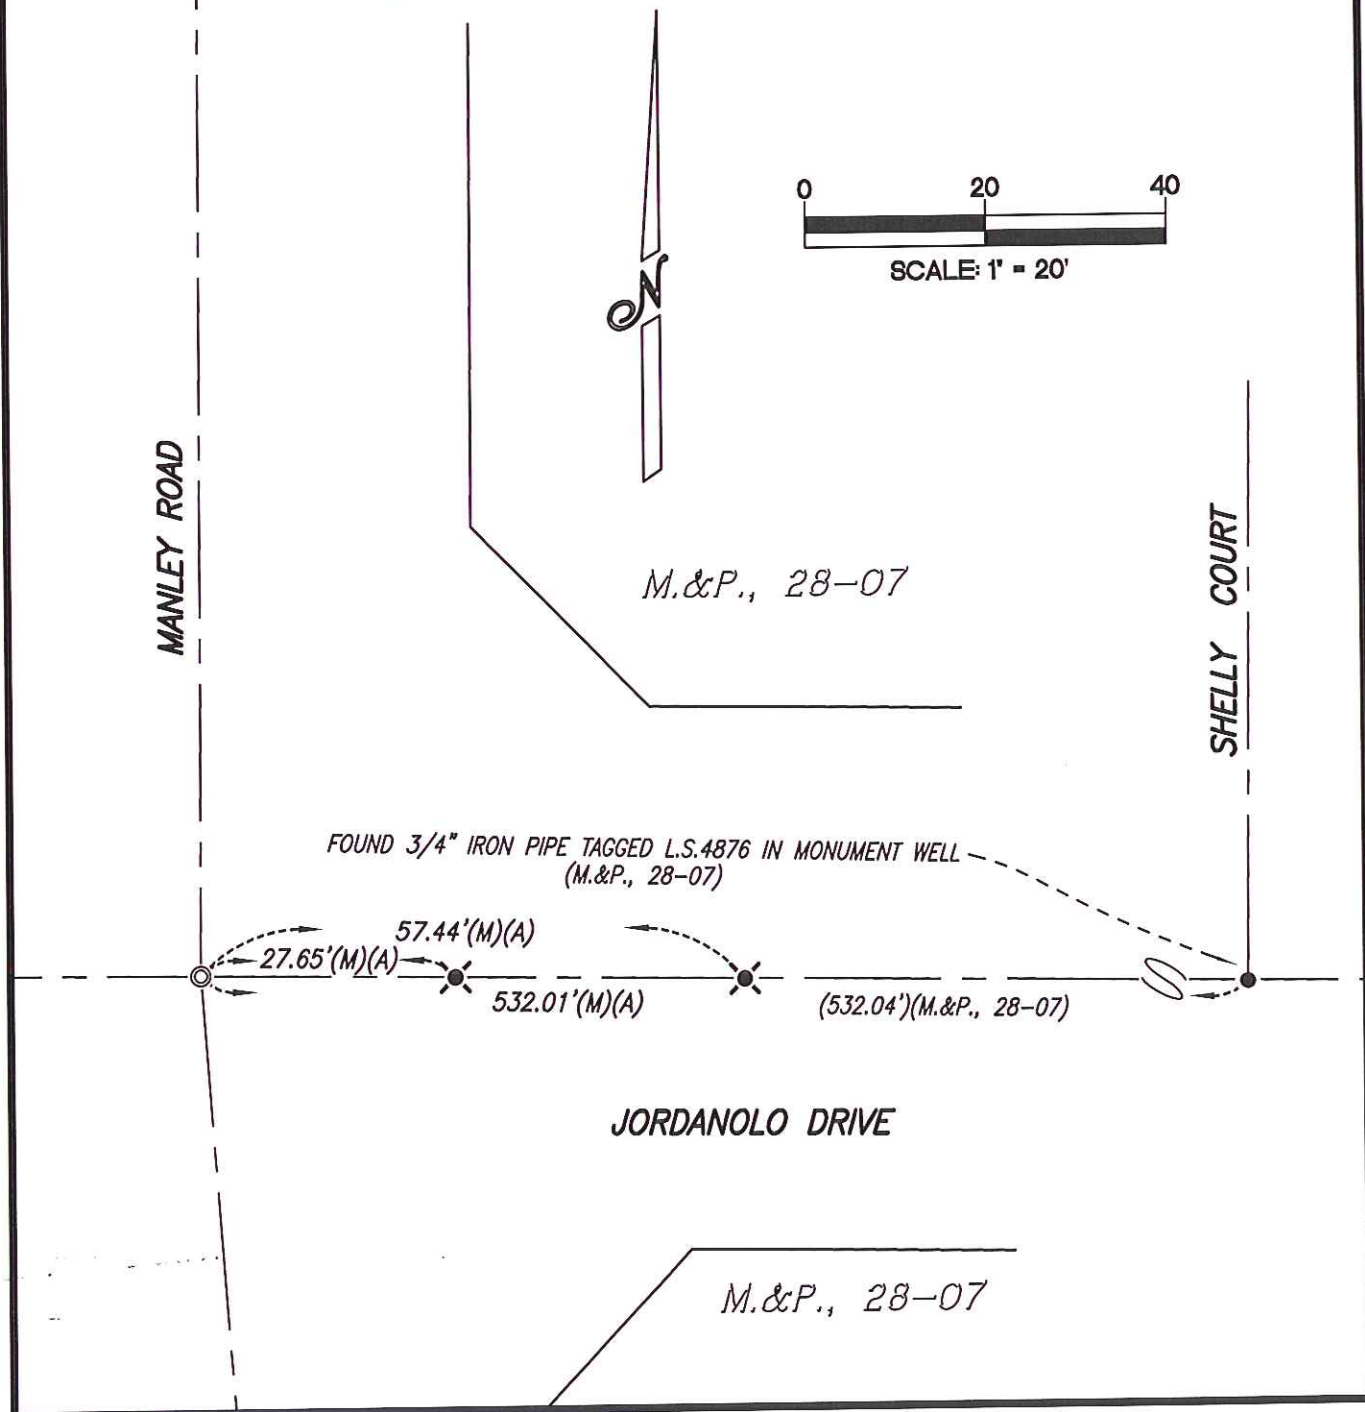 0 20 40
SCALE: 1" = 20'
N
MANLEY ROAD
M.&P., 28-07
SHELLY COURT
FOUND 3/4" IRON PIPE TAGGED L.S.4876 IN MONUMENT WELL
(M.&P., 28-07)
57.44'(M)(A)
27.65'(M)(A)
532.01'(M)(A)
(532.04')(M.&P., 28-07)
JORDANOLO DRIVE
M.&P., 28-07